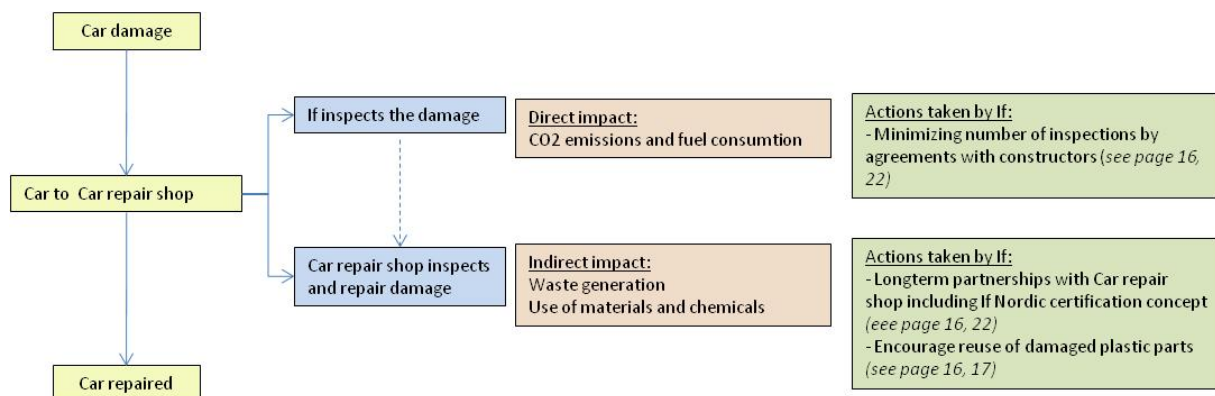 Car damage
If inspects the damage
Direct impact:
CO2 emissions and fuel consumtion
Actions taken by If:
- Minimizing number of inspections by
agreements with constructors (see page 16,
22)
Car to Car repair shop
Car repair shop inspects
and repair damage
Indirect impact:
Waste generation
Use of materials and chemicals
Actions taken by If:
- Longterm partnerships with Car repair
shop including If Nordic certification concept
(eee page 16, 22)
- Encourage reuse of damaged plastic parts
(see page 16, 17)
Car repaired